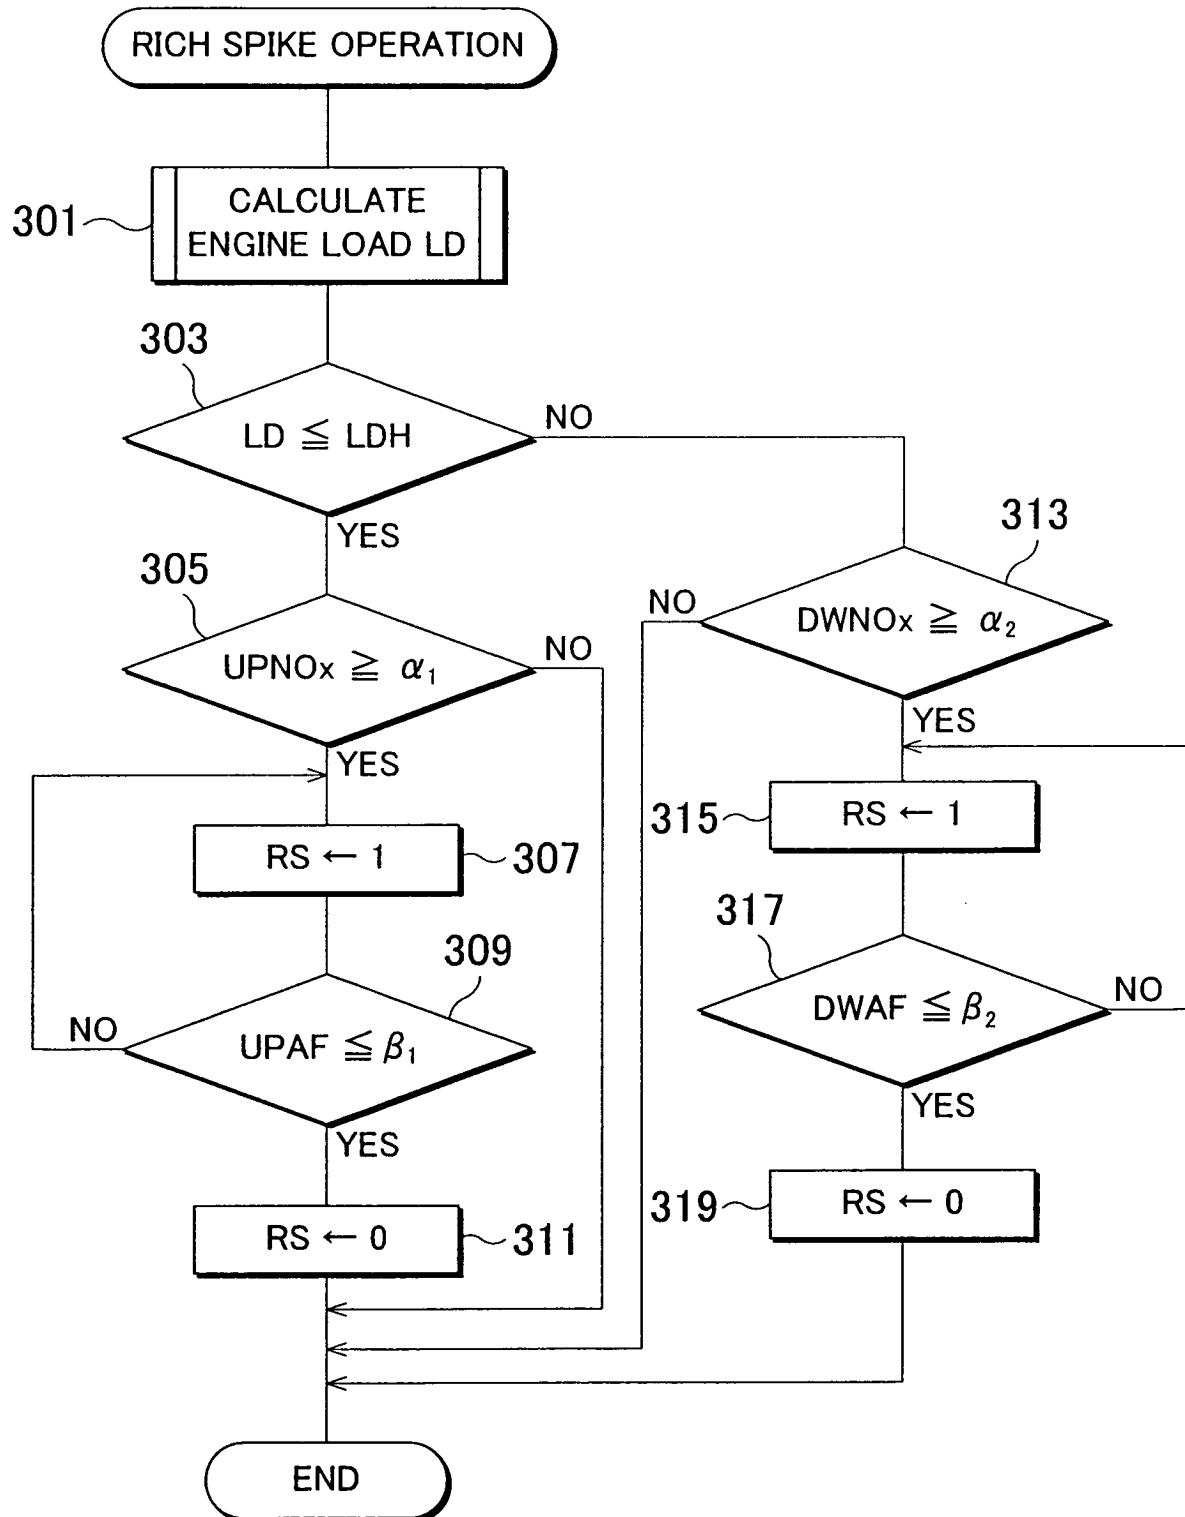 RICH SPIKE OPERATION
301
CALCULATE
ENGINE LOAD LD
303
LD ≦ LDH
NO
YES
305
UPNOx ≧ α₁
NO
YES
RS ← 1
307
309
UPAF ≦ β₁
NO
YES
RS ← 0
311
313
DWNOx ≧ α₂
NO
YES
315
RS ← 1
317
DWAF ≦ β₂
NO
YES
319
RS ← 0
END